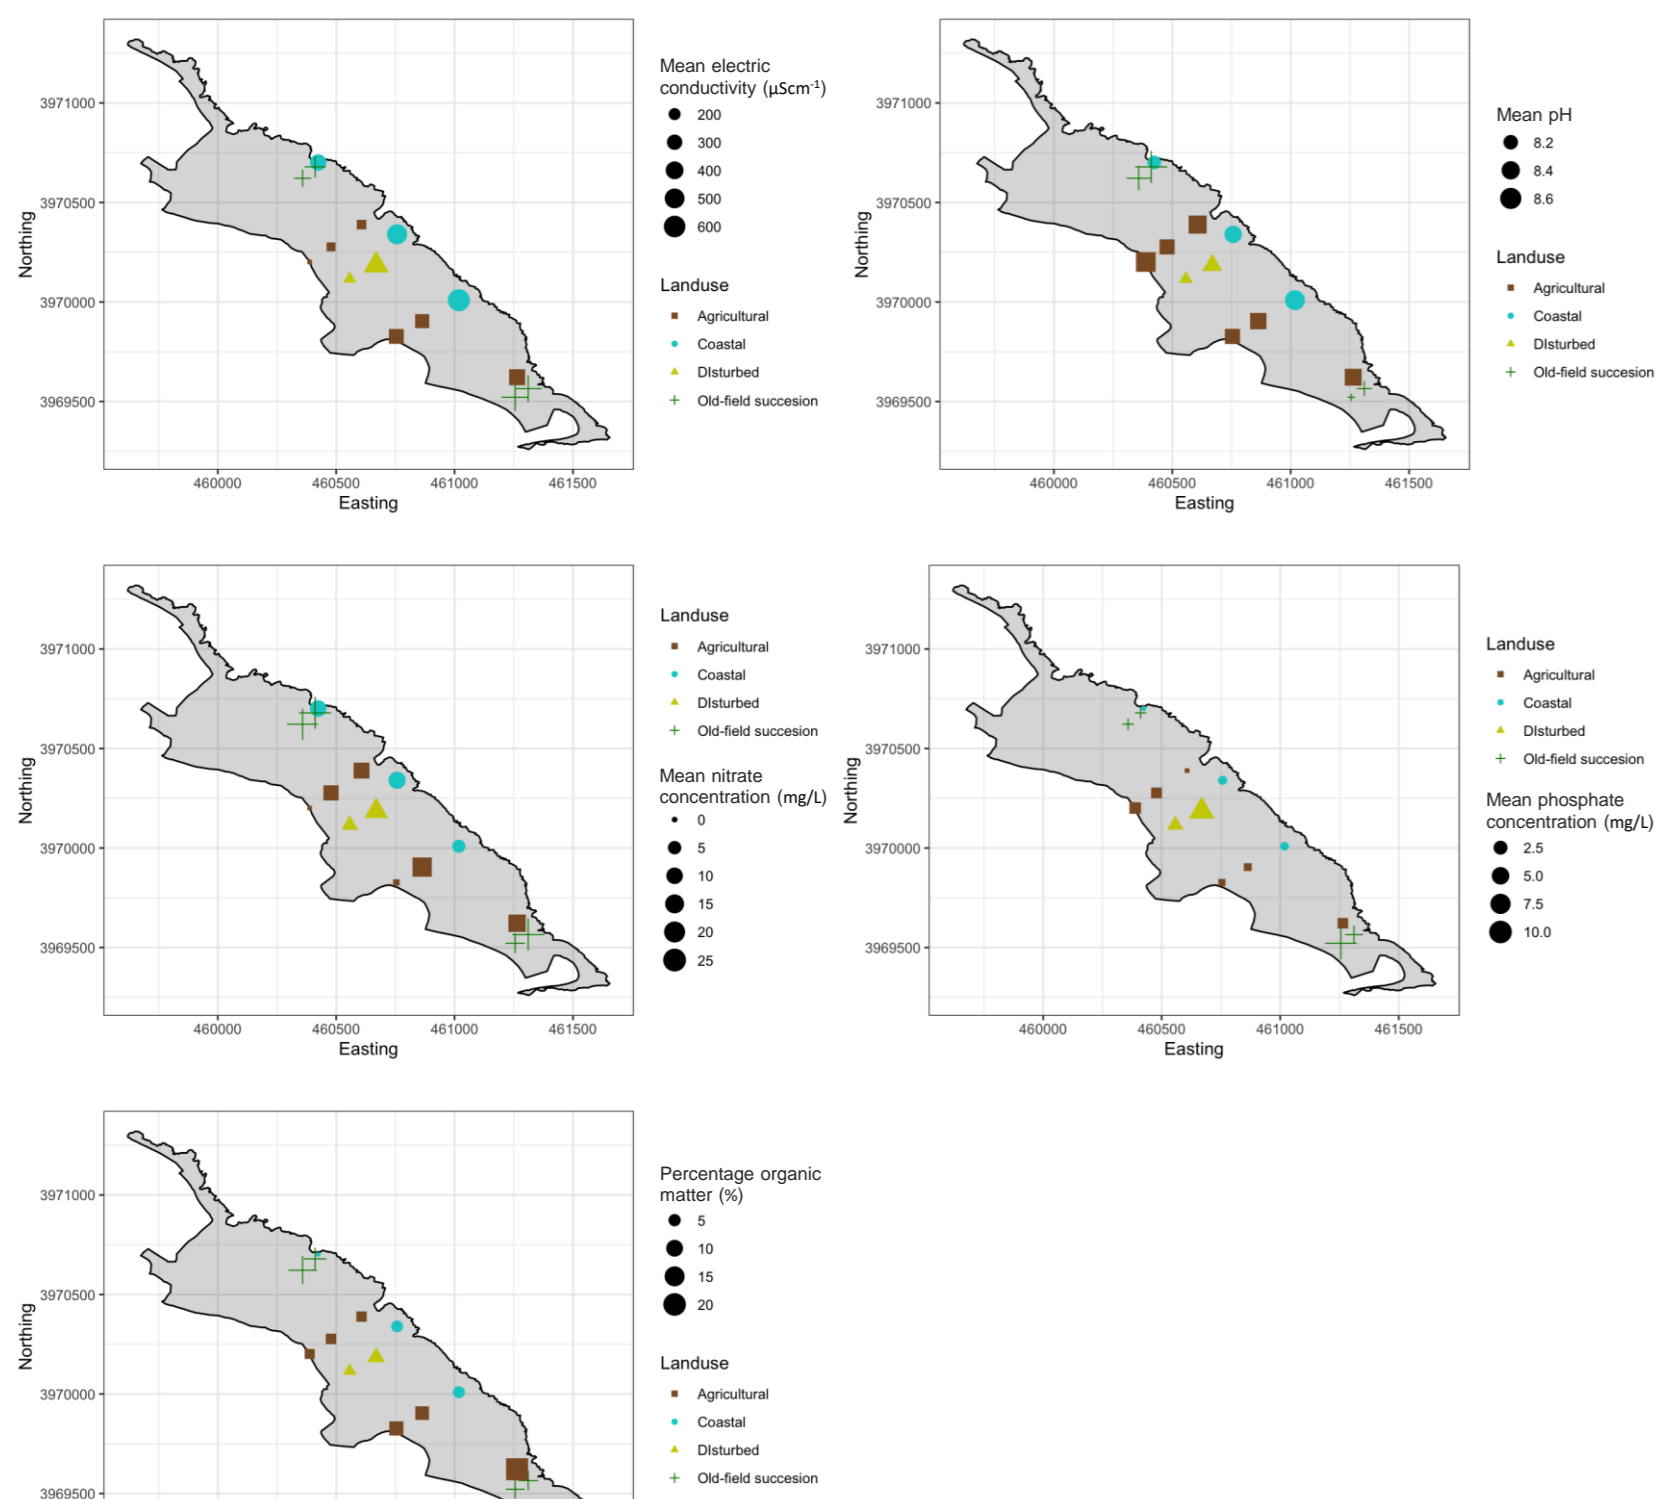 Mean electric
conductivity (µScm-1)
200
300
400
500
600
Landuse
Agricultural
Coastal
DIsturbed
Old-field succesion
3971000
3970500
3970000
3969500
Northing
460000 460500 461000 461500
Easting
Mean pH
8.2
8.4
8.6
Landuse
Agricultural
Coastal
DIsturbed
Old-field succesion
3971000
3970500
3970000
3969500
Northing
460000 460500 461000 461500
Easting
Landuse
Agricultural
Coastal
DIsturbed
Old-field succesion
Mean nitrate
concentration (mg/L)
0
5
10
15
20
25
3971000
3970500
3970000
3969500
Northing
460000 460500 461000 461500
Easting
Landuse
Agricultural
Coastal
DIsturbed
Old-field succesion
Mean phosphate
concentration (mg/L)
2.5
5.0
7.5
10.0
3971000
3970500
3970000
3969500
Northing
460000 460500 461000 461500
Easting
Percentage organic
matter (%)
5
10
15
20
Landuse
Agricultural
Coastal
DIsturbed
Old-field succesion
3971000
3970500
3970000
3969500
Northing